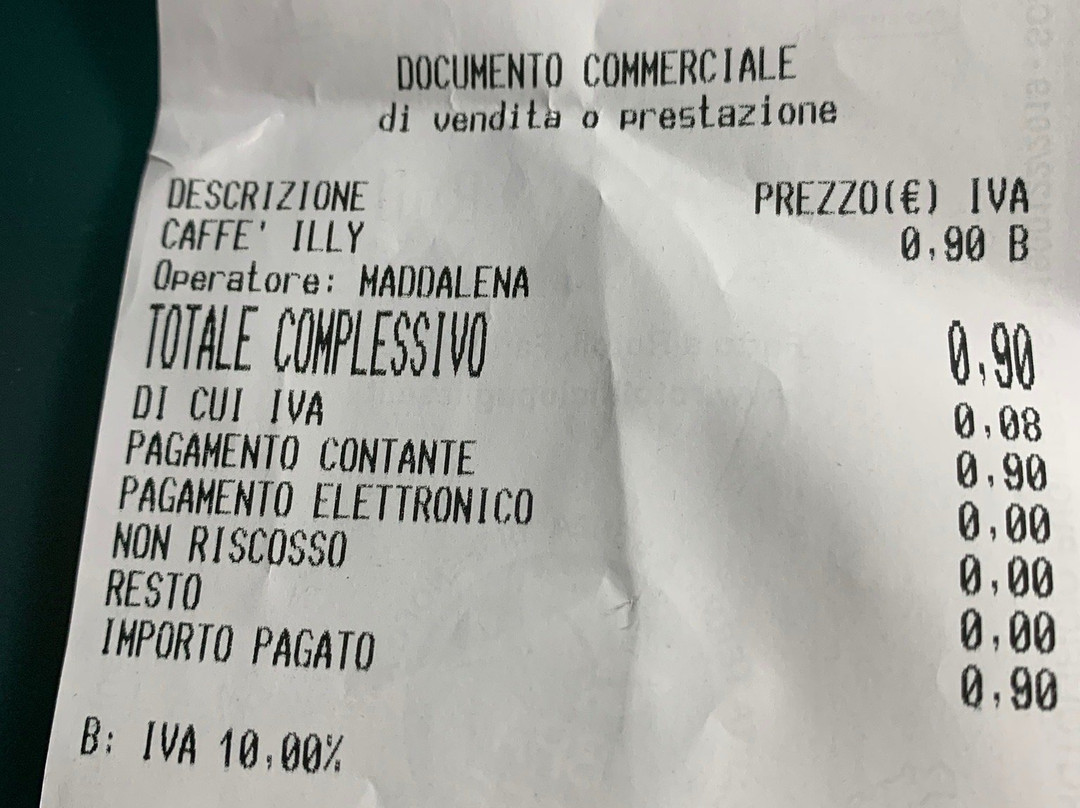 DOCUMENTO COMMERCIALE
di vendita o prestazione
DESCRIZIONE PREZZO(€) IVA
CAFFE' ILLY 0,90 B
Operatore: MADDALENA
TOTALE COMPLESSIVO 0,90
DI CUI IVA 0,08
PAGAMENTO CONTANTE 0,90
PAGAMENTO ELETTRONICO 0,00
NON RISCOSSO 0,00
RESTO 0,00
IMPORTO PAGATO 0,90
B: IVA 10,00%